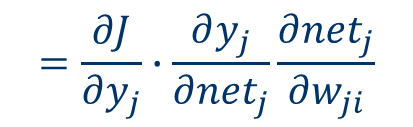 = ∂J/∂y_j · ∂y_j/∂net_j ∂net_j/∂w_ji